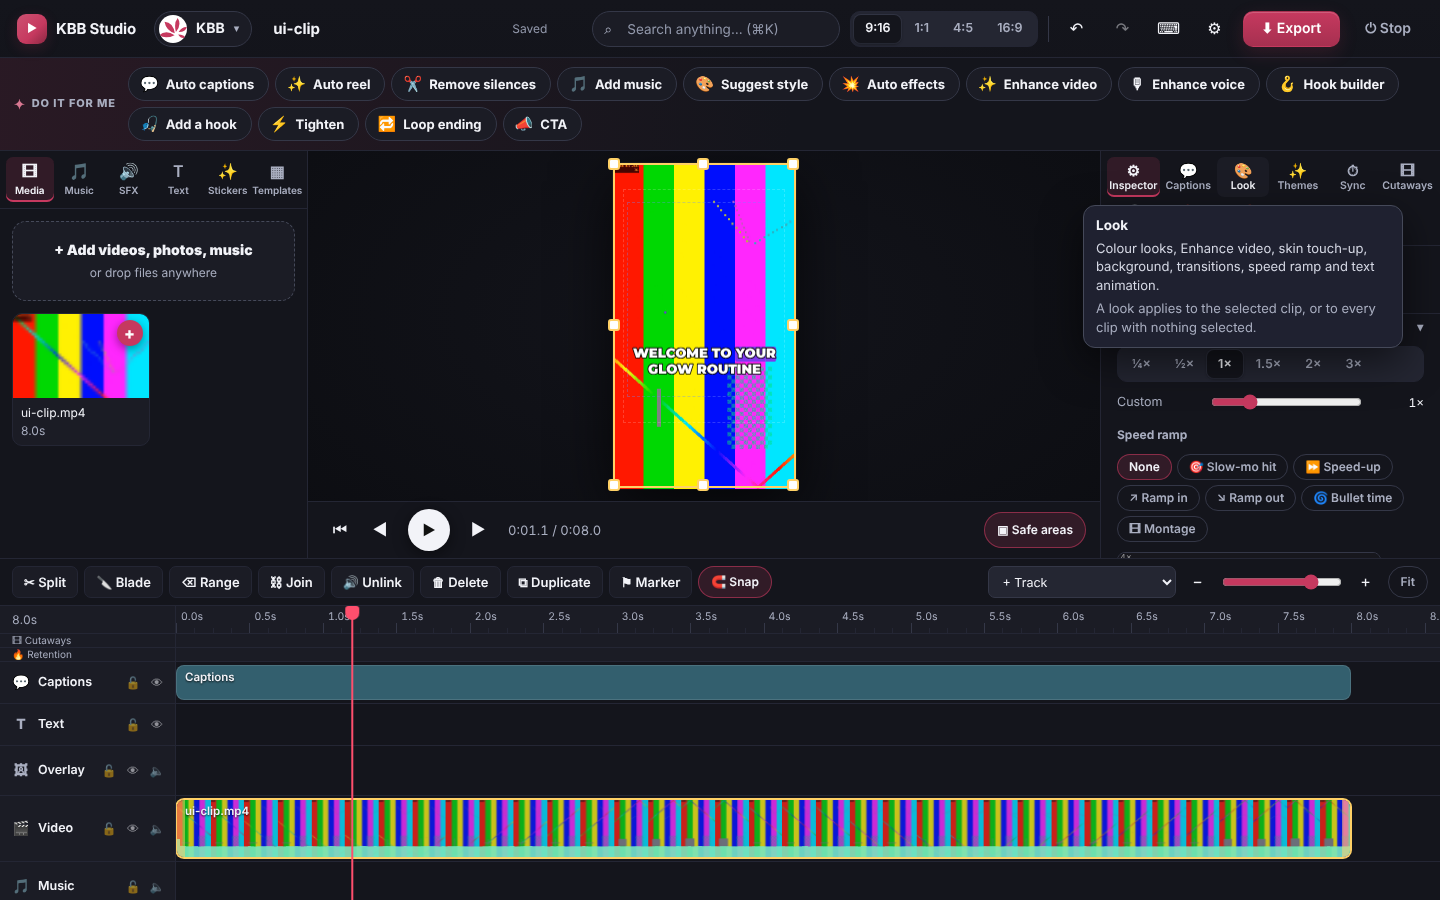 KBB Studio
KBB
ui-clip
Saved
Search anything... (⌘K)
9:16 1:1 4:5 16:9
Export
Stop
DO IT FOR ME
Auto captions
Auto reel
Remove silences
Add music
Suggest style
Auto effects
Enhance video
Enhance voice
Hook builder
Add a hook
Tighten
Loop ending
CTA
Media Music SFX Text Stickers Templates
+ Add videos, photos, music
or drop files anywhere
ui-clip.mp4
8.0s
WELCOME TO YOUR
GLOW ROUTINE
0:01.1 / 0:08.0
Safe areas
Inspector Captions Look Themes Sync Cutaways
Look
Colour looks, Enhance video, skin touch-up,
background, transitions, speed ramp and text
animation.
A look applies to the selected clip, or to every
clip with nothing selected.
¼× ½× 1× 1.5× 2× 3×
Custom 1×
Speed ramp
None Slow-mo hit Speed-up
Ramp in Ramp out Bullet time
Montage
4x
Split Blade Range Join Unlink Delete Duplicate Marker Snap
+ Track
− + Fit
8.0s
0.0s 0.5s 1.0s 1.5s 2.0s 2.5s 3.0s 3.5s 4.0s 4.5s 5.0s 5.5s 6.0s 6.5s 7.0s 7.5s 8.0s 8.
Cutaways
Retention
Captions
Captions
T Text
Overlay
Video
ui-clip.mp4
Music